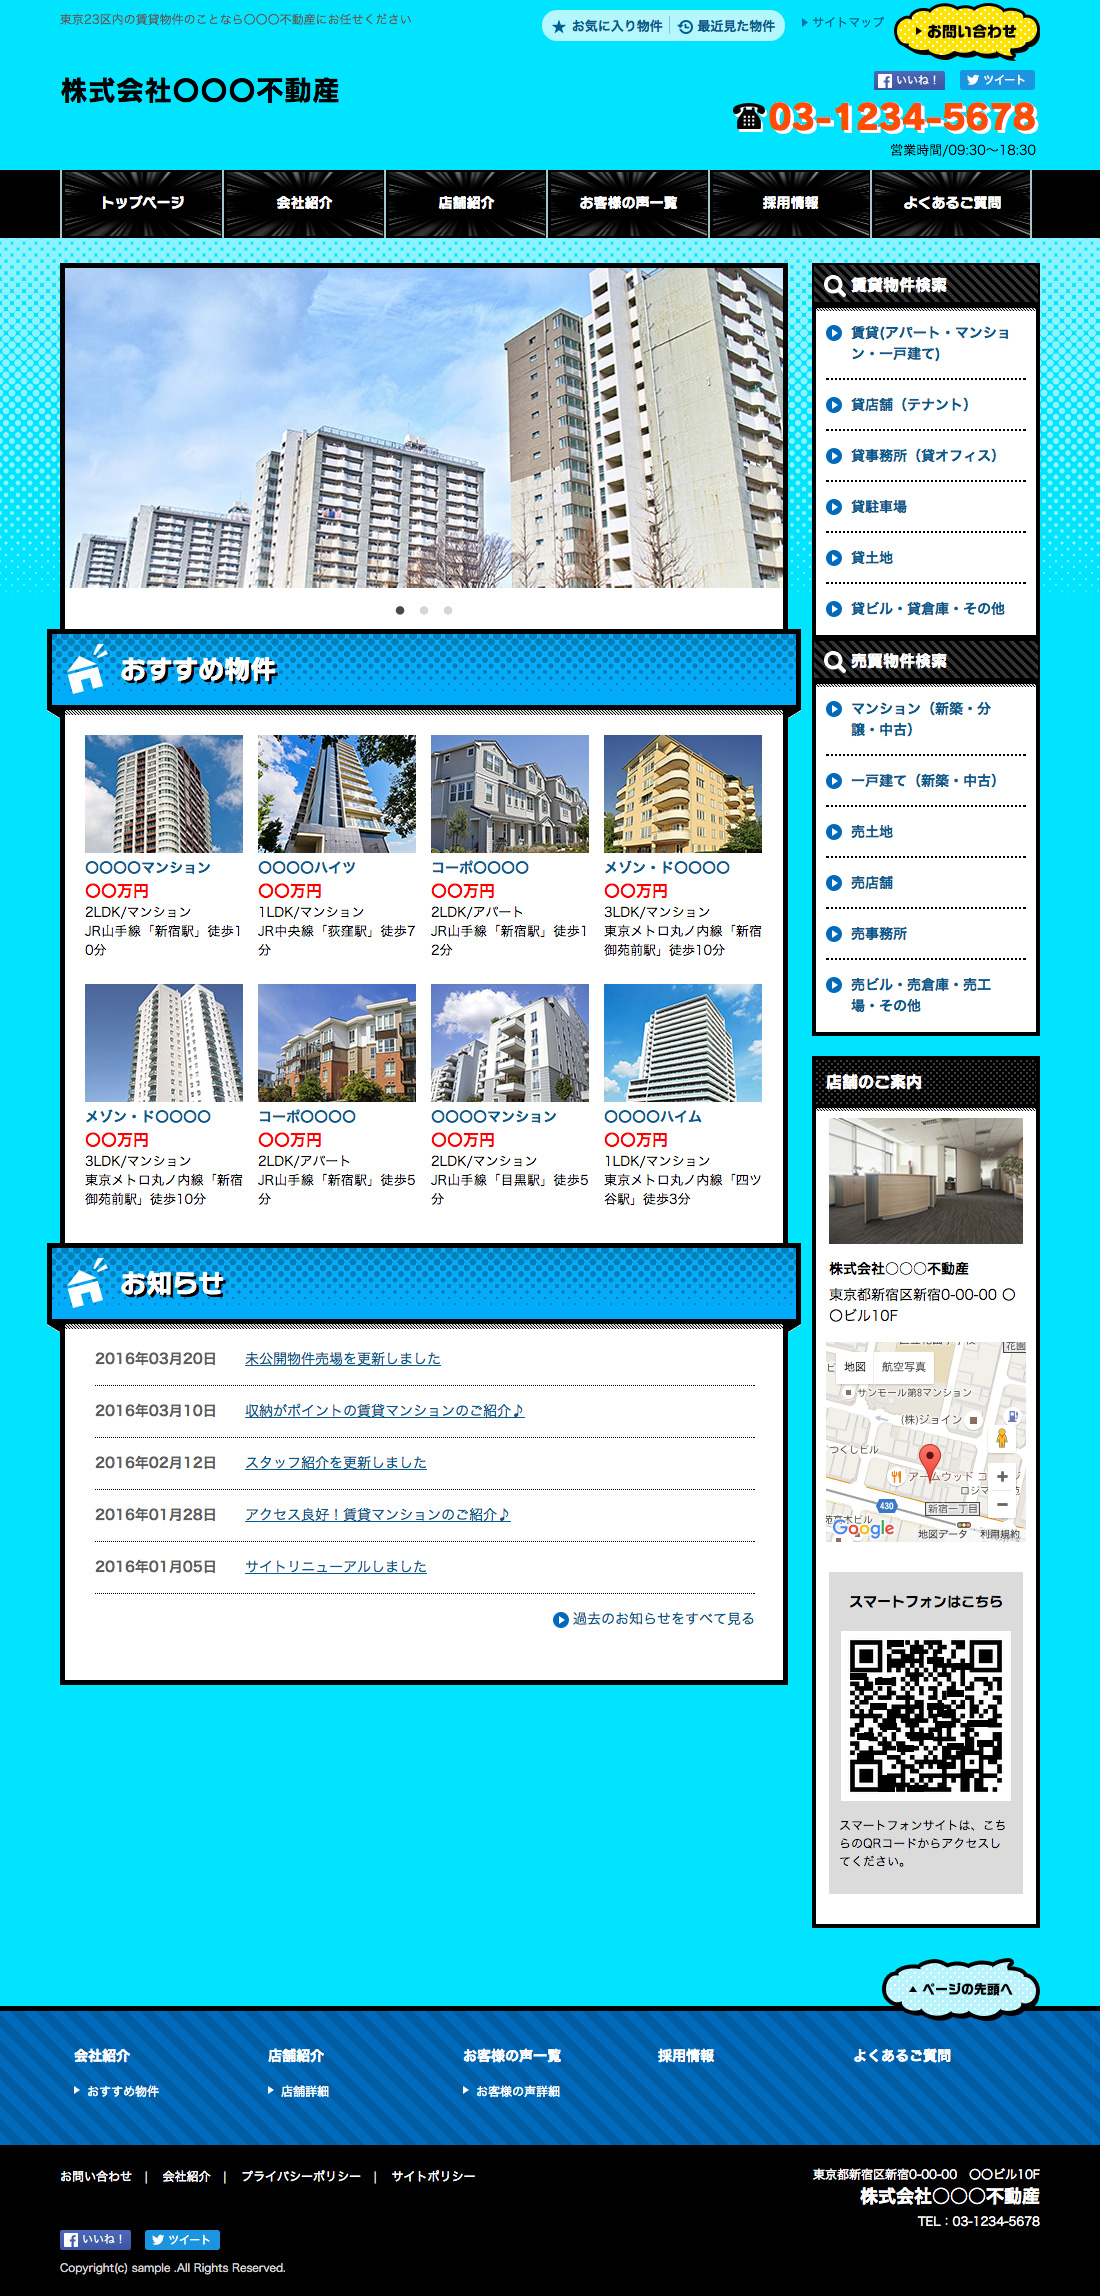 東京23区内の賃貸物件のことなら〇〇〇不動産にお任せください
お気に入り物件
最近見た物件
サイトマップ
お問い合わせ
株式会社〇〇〇不動産
いいね！
ツイート
03-1234-5678
営業時間/09:30〜18:30
トップページ
会社紹介
店舗紹介
お客様の声一覧
採用情報
よくあるご質問
賃貸物件検索
賃貸(アパート・マンショ
ン・一戸建て)
貸店舗（テナント）
貸事務所（貸オフィス）
貸駐車場
貸土地
貸ビル・貸倉庫・その他
売買物件検索
マンション（新築・分
譲・中古）
一戸建て（新築・中古）
売土地
売店舗
売事務所
売ビル・売倉庫・売工
場・その他
おすすめ物件
〇〇〇〇マンション
〇〇万円
2LDK/マンション
JR山手線「新宿駅」徒歩1
0分
〇〇〇〇ハイツ
〇〇万円
1LDK/マンション
JR中央線「荻窪駅」徒歩7
分
コーポ〇〇〇〇
〇〇万円
2LDK/アパート
JR山手線「新宿駅」徒歩1
2分
メゾン・ド〇〇〇〇
〇〇万円
3LDK/マンション
東京メトロ丸ノ内線「新宿
御苑前駅」徒歩10分
メゾン・ド〇〇〇〇
〇〇万円
3LDK/マンション
東京メトロ丸ノ内線「新宿
御苑前駅」徒歩10分
コーポ〇〇〇〇
〇〇万円
2LDK/アパート
JR山手線「新宿駅」徒歩5
分
〇〇〇〇マンション
〇〇万円
2LDK/マンション
JR山手線「目黒駅」徒歩5
分
〇〇〇〇ハイム
〇〇万円
1LDK/マンション
東京メトロ丸ノ内線「四ツ
谷駅」徒歩3分
お知らせ
2016年03月20日 未公開物件売場を更新しました
2016年03月10日 収納がポイントの賃貸マンションのご紹介♪
2016年02月12日 スタッフ紹介を更新しました
2016年01月28日 アクセス良好！賃貸マンションのご紹介♪
2016年01月05日 サイトリニューアルしました
過去のお知らせをすべて見る
店舗のご案内
株式会社〇〇〇不動産
東京都新宿区新宿0-00-00 〇
〇ビル10F
花園
ビ
地図
航空写真
サンモール第8マンション
(株)ジョイン
つくしビル
アームウッド コ
ロジマ
430
新宿一丁目
Google
地図データ
利用規約
スマートフォンはこちら
スマートフォンサイトは、こち
らのQRコードからアクセスし
てください。
ページの先頭へ
会社紹介
おすすめ物件
店舗紹介
店舗詳細
お客様の声一覧
お客様の声詳細
採用情報
よくあるご質問
お問い合わせ | 会社紹介 | プライバシーポリシー | サイトポリシー
東京都新宿区新宿0-00-00 〇〇ビル10F
株式会社〇〇〇不動産
TEL：03-1234-5678
いいね！
ツイート
Copyright(c) sample .All Rights Reserved.